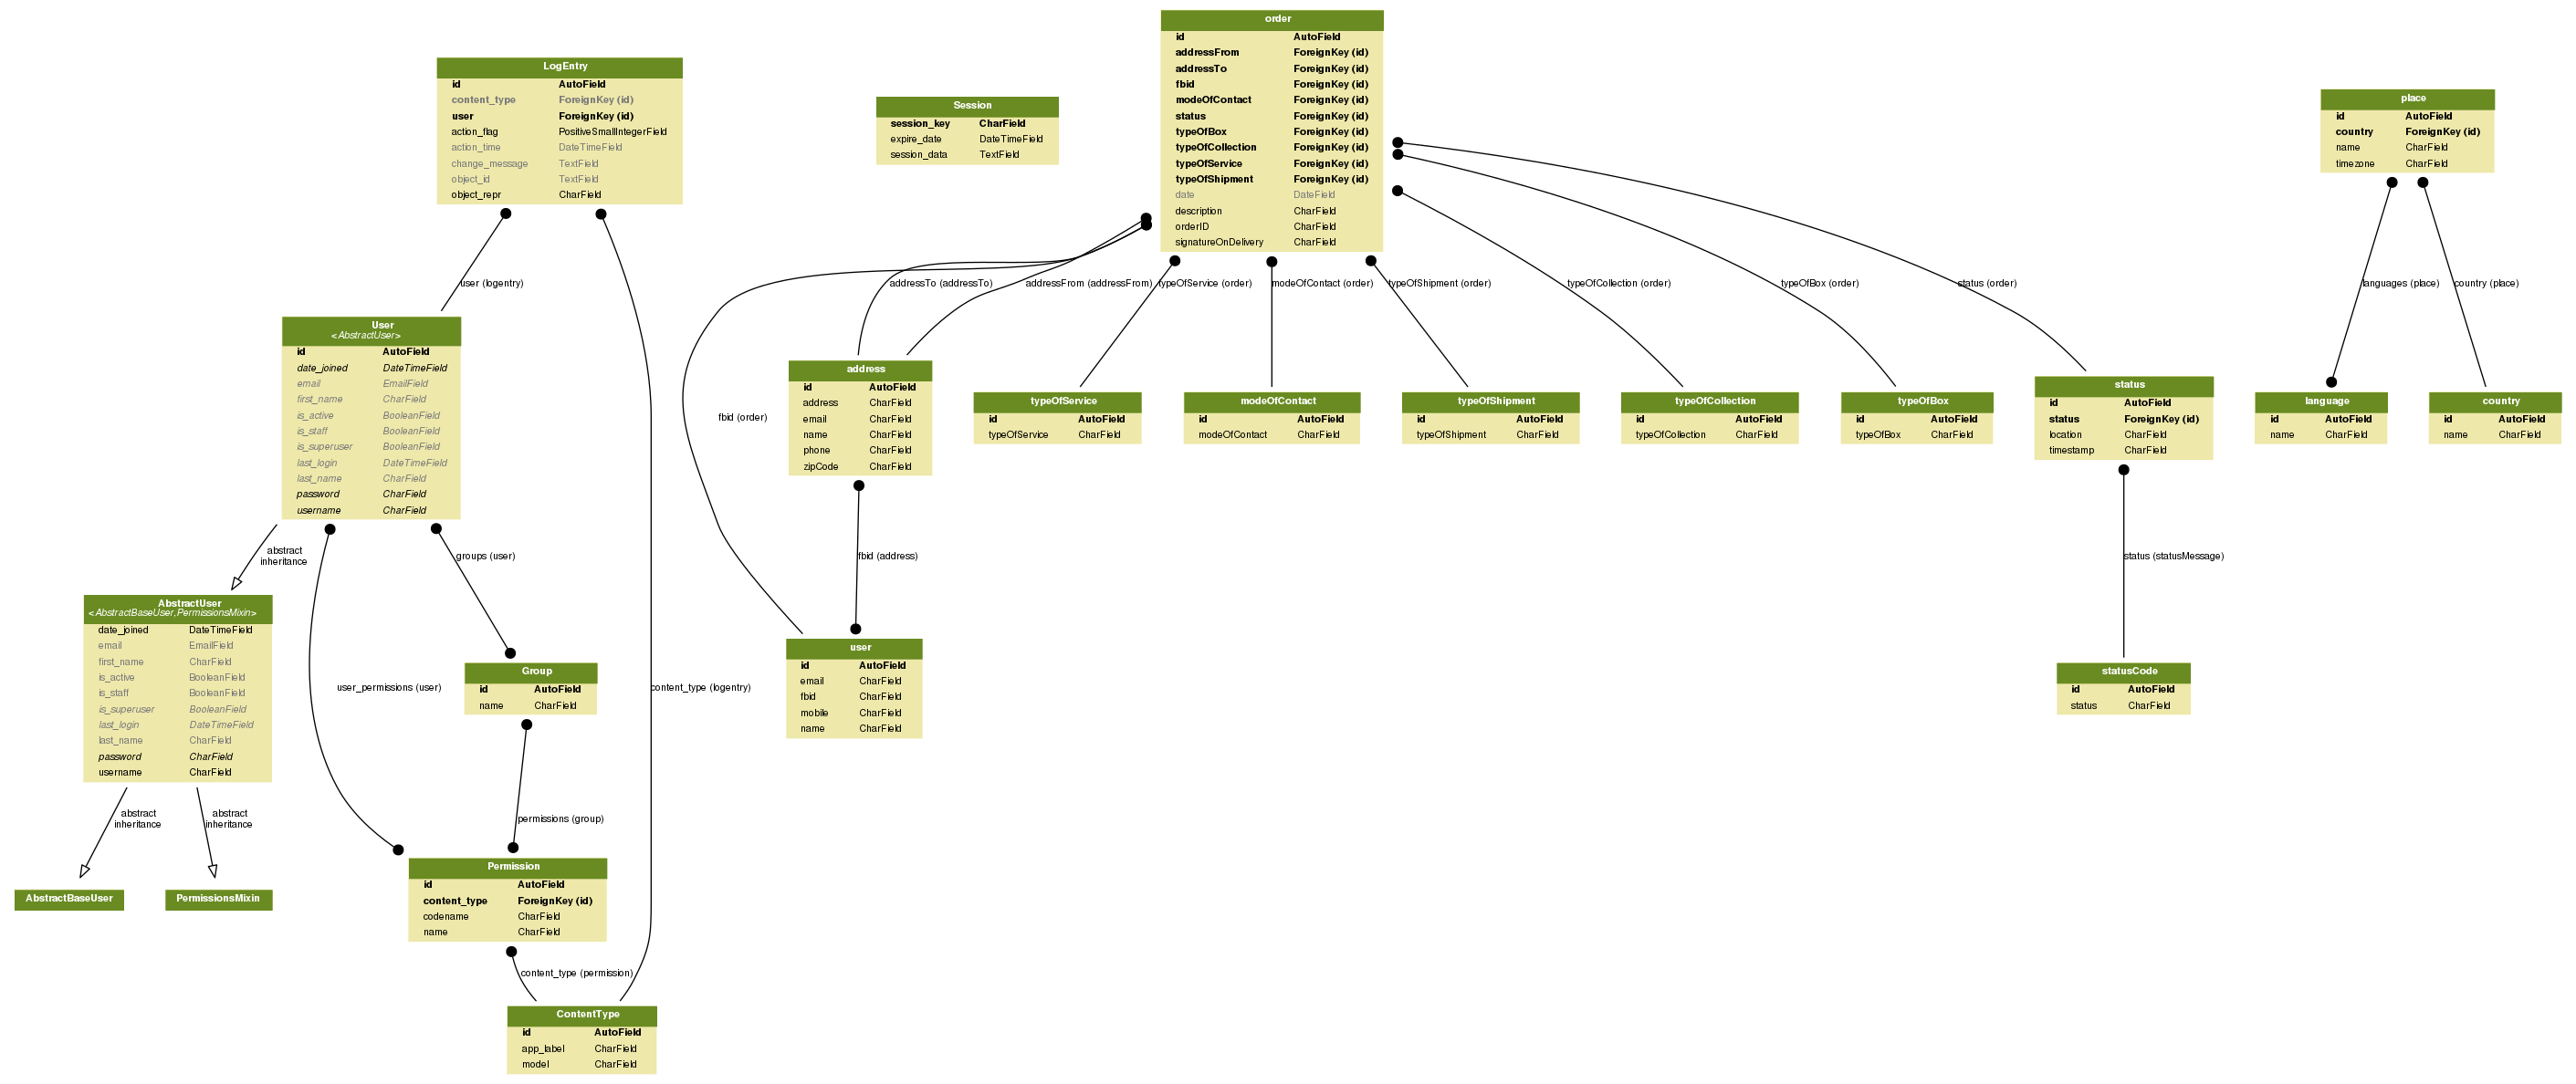 order
id AutoField
addressFrom ForeignKey (id)
addressTo ForeignKey (id)
fbid ForeignKey (id)
modeOfContact ForeignKey (id)
status ForeignKey (id)
typeOfBox ForeignKey (id)
typeOfCollection ForeignKey (id)
typeOfService ForeignKey (id)
typeOfShipment ForeignKey (id)
date DateField
description CharField
orderID CharField
signatureOnDelivery CharField
LogEntry
id AutoField
content_type ForeignKey (id)
user ForeignKey (id)
action_flag PositiveSmallIntegerField
action_time DateTimeField
change_message TextField
object_id TextField
object_repr CharField
Session
session_key CharField
expire_date DateTimeField
session_data TextField
place
id AutoField
country ForeignKey (id)
name CharField
timezone CharField
user (logentry)
addressTo (addressTo)
addressFrom (addressFrom)
typeOfService (order)
modeOfContact (order)
typeOfShipment (order)
typeOfCollection (order)
typeOfBox (order)
status (order)
languages (place)
country (place)
User
<AbstractUser>
id AutoField
date_joined DateTimeField
email EmailField
first_name CharField
is_active BooleanField
is_staff BooleanField
is_superuser BooleanField
last_login DateTimeField
last_name CharField
password CharField
username CharField
fbid (order)
address
id AutoField
address CharField
email CharField
name CharField
phone CharField
zipCode CharField
typeOfService
id AutoField
typeOfService CharField
modeOfContact
id AutoField
modeOfContact CharField
typeOfShipment
id AutoField
typeOfShipment CharField
typeOfCollection
id AutoField
typeOfCollection CharField
typeOfBox
id AutoField
typeOfBox CharField
status
id AutoField
status ForeignKey (id)
location CharField
timestamp CharField
language
id AutoField
name CharField
country
id AutoField
name CharField
abstract
inheritance
groups (user)
fbid (address)
status (statusMessage)
AbstractUser
<AbstractBaseUser,PermissionsMixin>
date_joined DateTimeField
email EmailField
first_name CharField
is_active BooleanField
is_staff BooleanField
is_superuser BooleanField
last_login DateTimeField
last_name CharField
password CharField
username CharField
user_permissions (user)
Group
id AutoField
name CharField
content_type (logentry)
user
id AutoField
email CharField
fbid CharField
mobile CharField
name CharField
statusCode
id AutoField
status CharField
abstract
inheritance
abstract
inheritance
permissions (group)
AbstractBaseUser
PermissionsMixin
Permission
id AutoField
content_type ForeignKey (id)
codename CharField
name CharField
content_type (permission)
ContentType
id AutoField
app_label CharField
model CharField